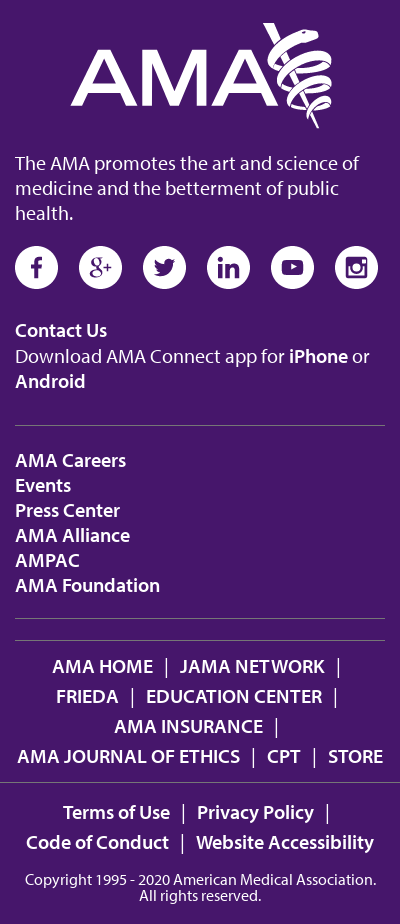 AMA
The AMA promotes the art and science of
medicine and the betterment of public
health.
Contact Us
Download AMA Connect app for iPhone or
Android
AMA Careers
Events
Press Center
AMA Alliance
AMPAC
AMA Foundation
AMA HOME | JAMA NETWORK |
FRIEDA | EDUCATION CENTER |
AMA INSURANCE |
AMA JOURNAL OF ETHICS | CPT | STORE
Terms of Use | Privacy Policy |
Code of Conduct | Website Accessibility
Copyright 1995 - 2020 American Medical Association.
All rights reserved.